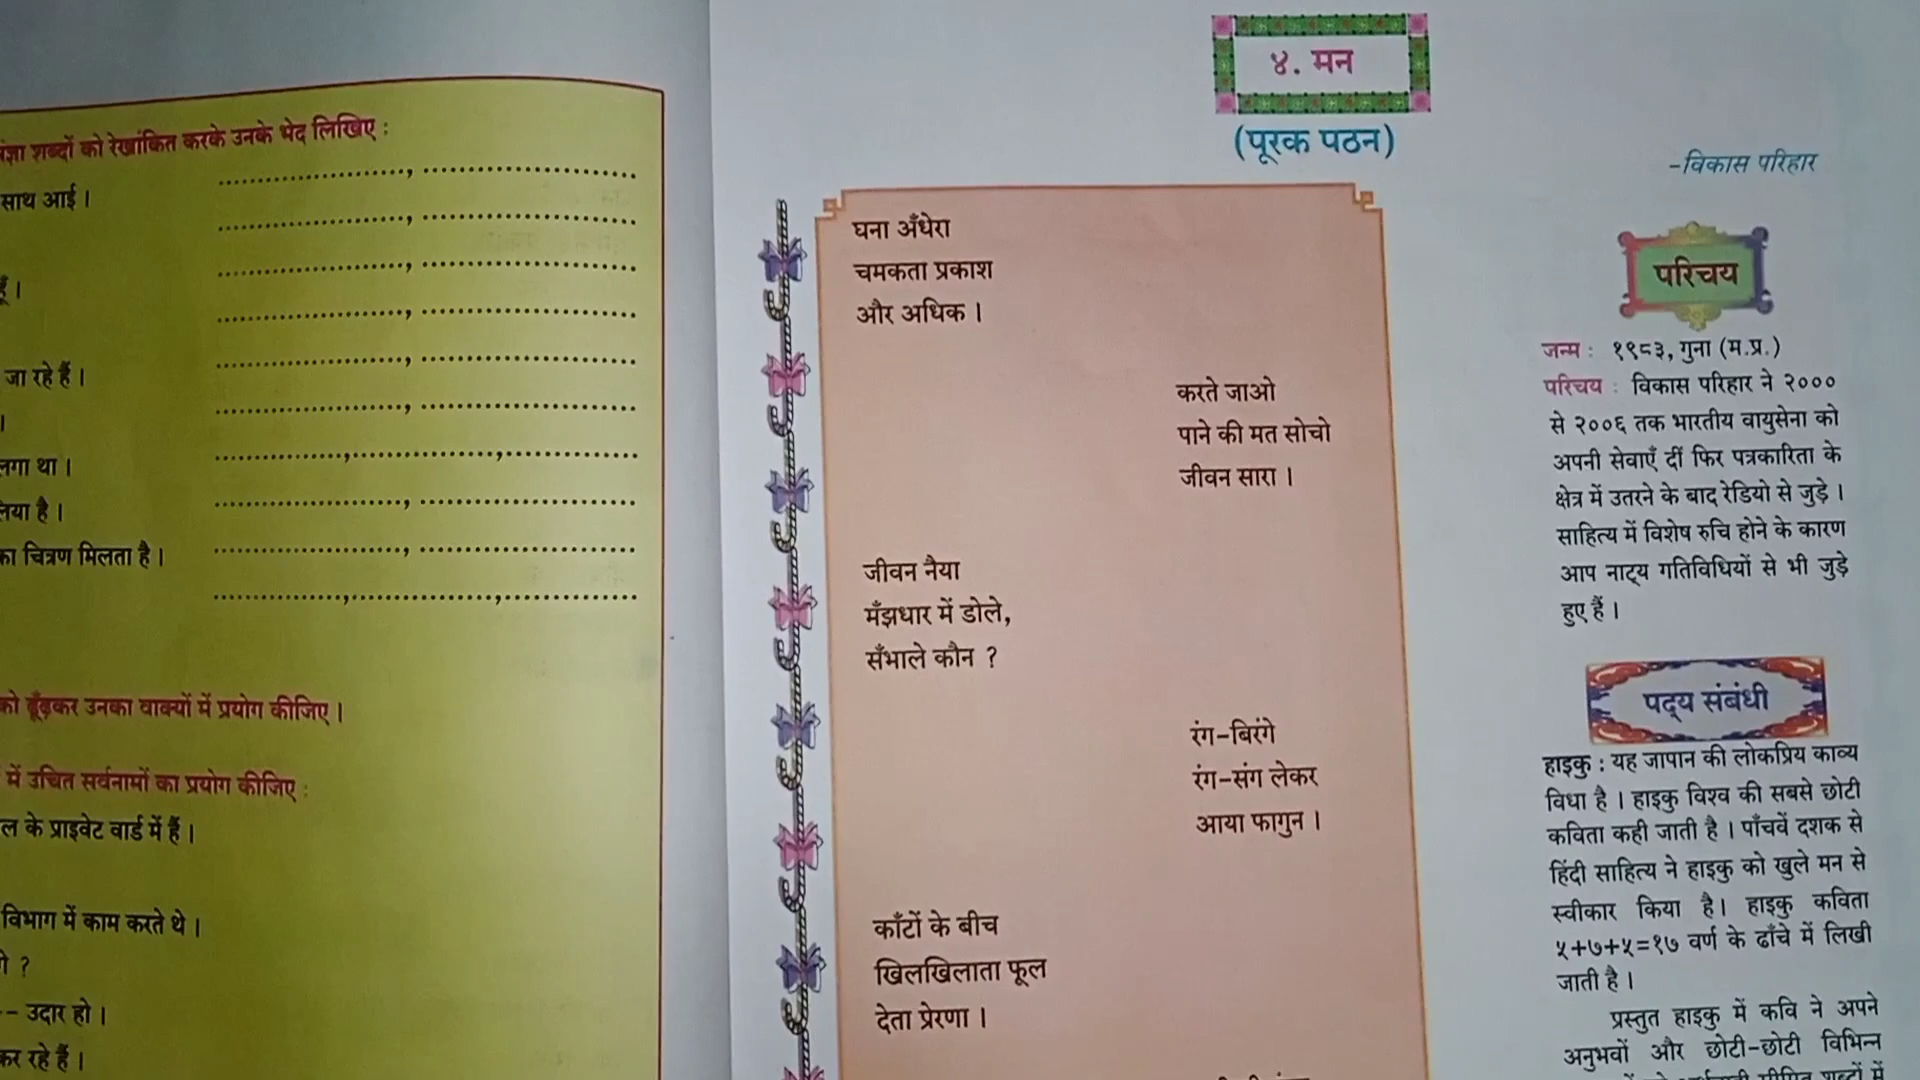 शब्दों को रेखांकित करके उनके भेद लिखिए :
साथ आई ।
जा रहे हैं ।
लगा था ।
है ।
चित्रण मिलता है ।
को ढूँढ़कर उनका वाक्यों में प्रयोग कीजिए ।
में उचित सर्वनामों का प्रयोग कीजिए :
के प्राइवेट वार्ड में हैं ।
विभाग में काम करते थे ।
?
– उदार हो ।
कर रहे हैं ।
४. मन
(पूरक पठन)
-विकास परिहार
घना अँधेरा
चमकता प्रकाश
और अधिक ।
करते जाओ
पाने की मत सोचो
जीवन सारा ।
जीवन नैया
मँझधार में डोले,
सँभाले कौन ?
रंग-बिरंगे
रंग-संग लेकर
आया फागुन ।
काँटों के बीच
खिलखिलाता फूल
देता प्रेरणा ।
परिचय
जन्म : १९८३, गुना (म.प्र.)
परिचय : विकास परिहार ने २०००
से २००६ तक भारतीय वायुसेना को
अपनी सेवाएँ दीं फिर पत्रकारिता के
क्षेत्र में उतरने के बाद रेडियो से जुड़े ।
साहित्य में विशेष रुचि होने के कारण
आप नाट्य गतिविधियों से भी जुड़े
हुए हैं ।
पद्य संबंधी
हाइकु : यह जापान की लोकप्रिय काव्य
विधा है । हाइकु विश्व की सबसे छोटी
कविता कही जाती है । पाँचवें दशक से
हिंदी साहित्य ने हाइकु को खुले मन से
स्वीकार किया है। हाइकु कविता
५+७+५=१७ वर्ण के ढाँचे में लिखी
जाती है ।
प्रस्तुत हाइकु में कवि ने अपने
अनुभवों और छोटी-छोटी विभिन्न